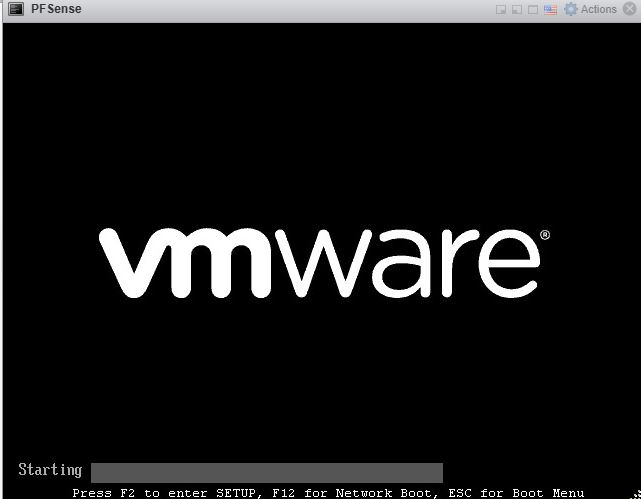 PFSense
Actions
vmware®
Starting
Press F2 to enter SETUP, F12 for Network Boot, ESC for Boot Menu